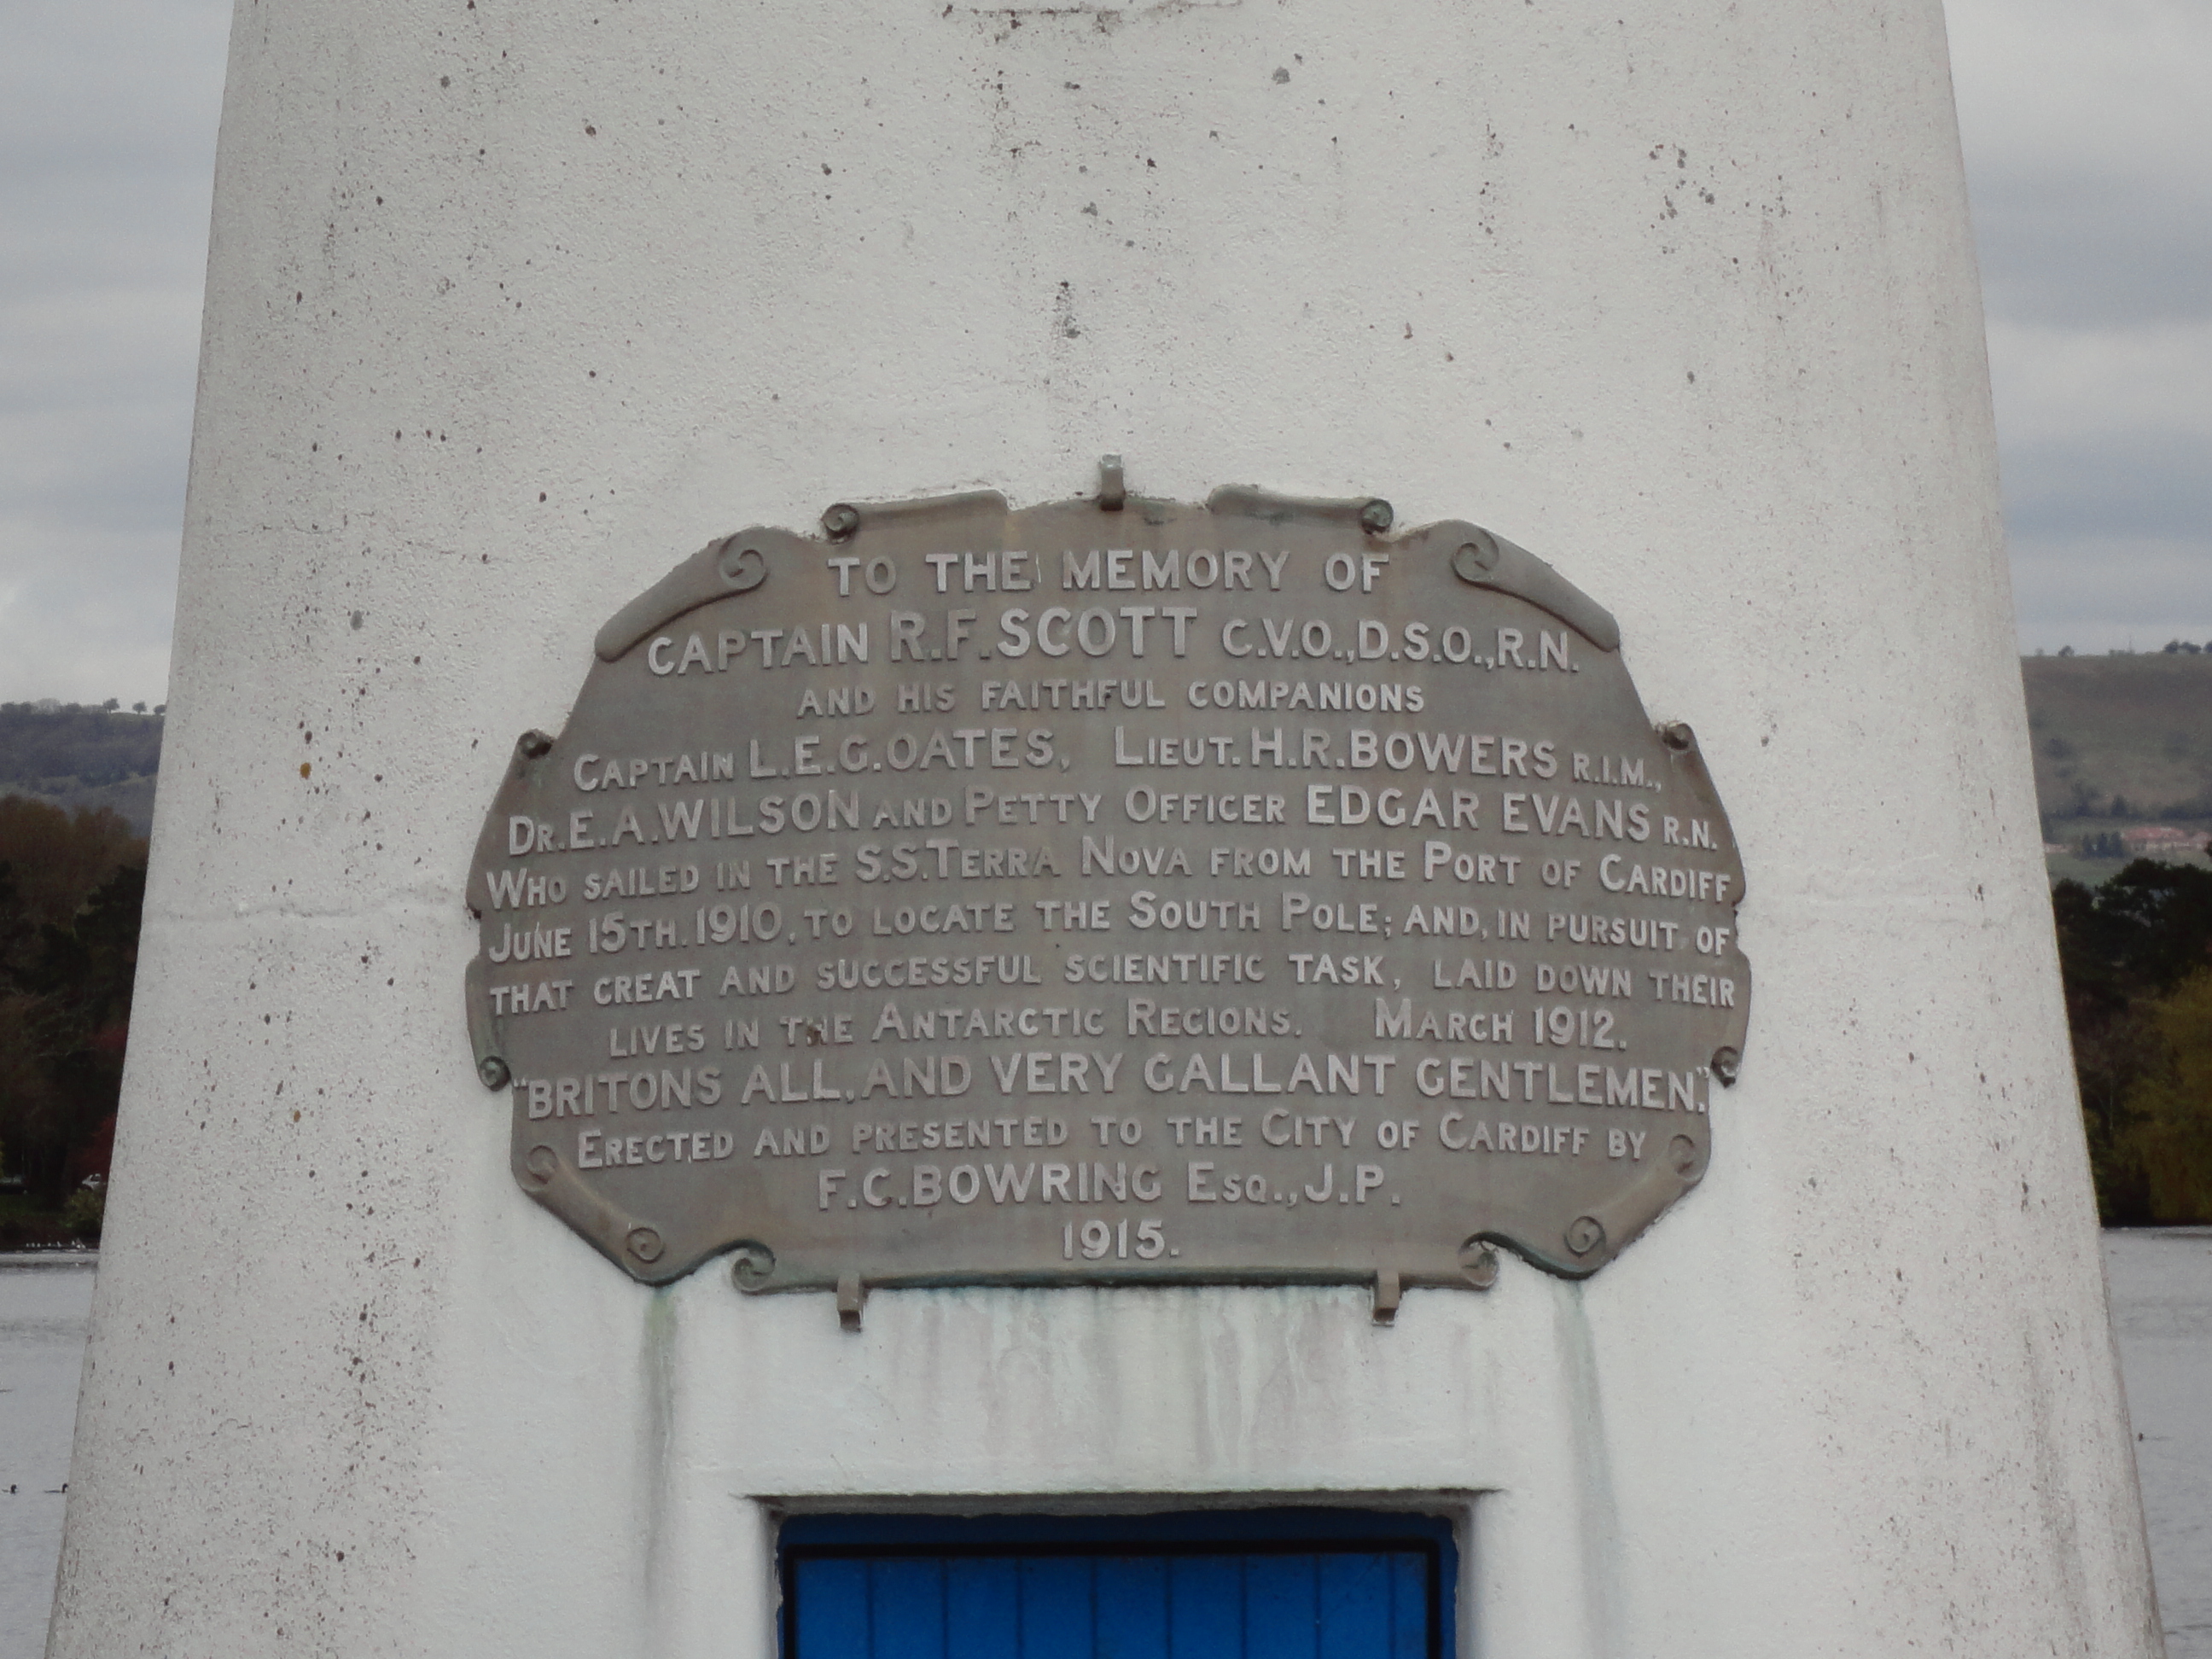 TO THE MEMORY OF
CAPTAIN R.F.SCOTT C.V.O.,D.S.O.,R.N.
AND HIS FAITHFUL COMPANIONS
CAPTAIN L.E.G.OATES, LIEUT. H.R.BOWERS R.I.M.,
DR.E.A.WILSON AND PETTY OFFICER EDGAR EVANS R.N.
WHO SAILED IN THE S.S.TERRA NOVA FROM THE PORT OF CARDIFF
JUNE 15TH. 1910, TO LOCATE THE SOUTH POLE; AND, IN PURSUIT OF
THAT GREAT AND SUCCESSFUL SCIENTIFIC TASK, LAID DOWN THEIR
LIVES IN THE ANTARCTIC REGIONS. MARCH 1912.
"BRITONS ALL, AND VERY GALLANT GENTLEMEN."
ERECTED AND PRESENTED TO THE CITY OF CARDIFF BY
F.C.BOWRING ESQ.,J.P.
1915.